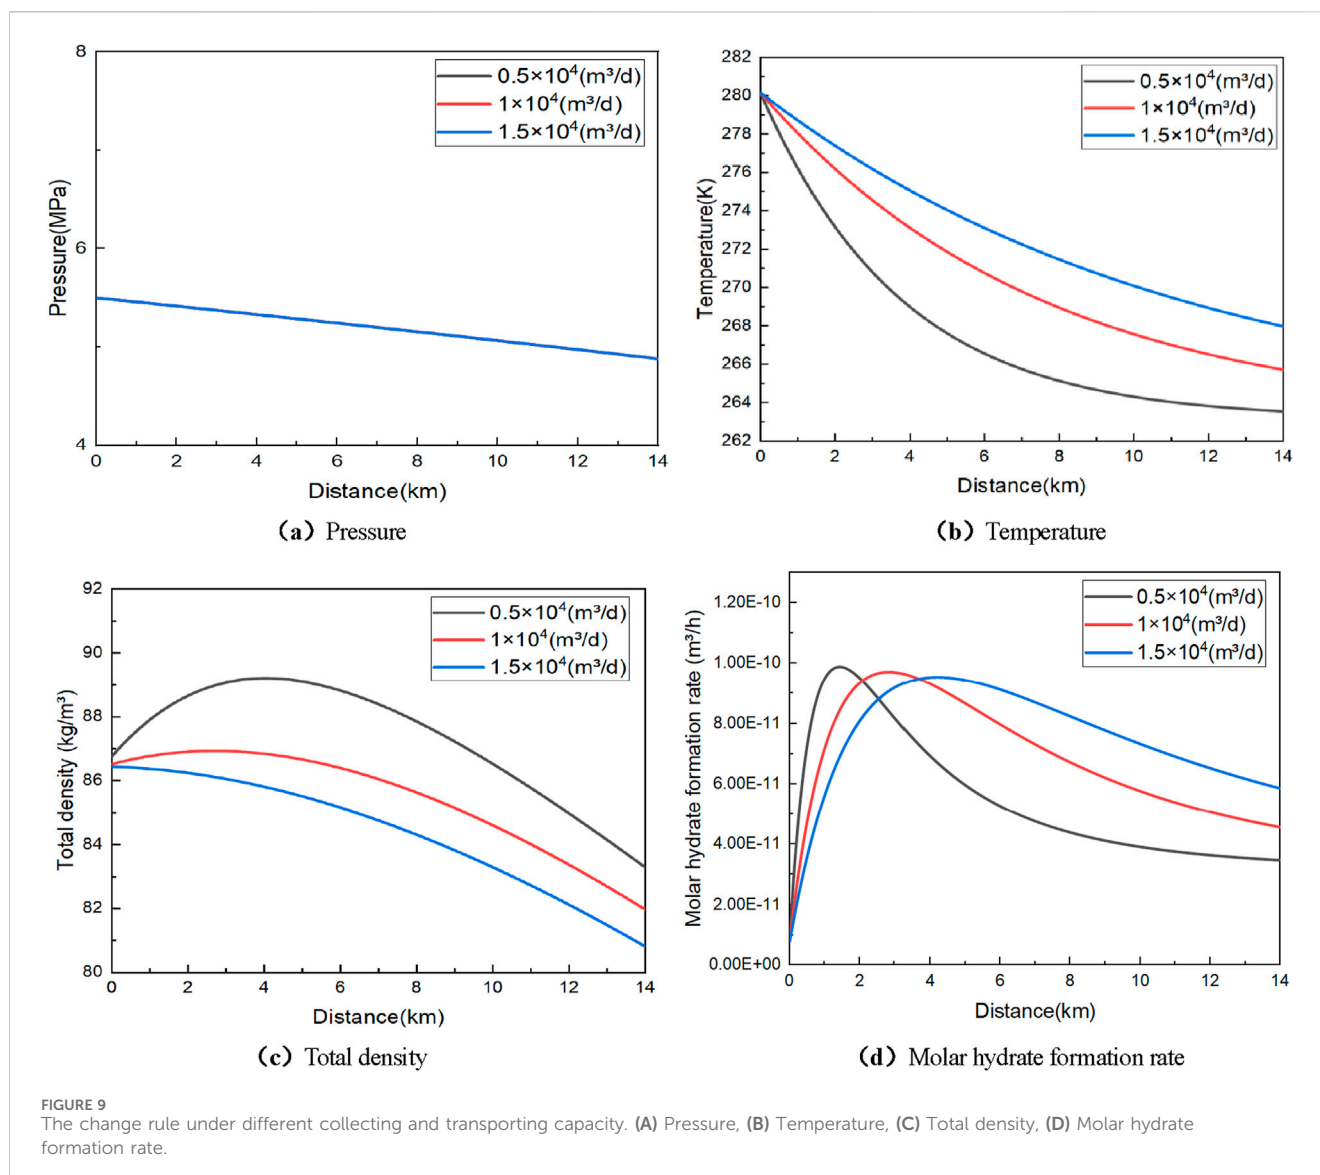 8
6
4
0 2 4 6 8 10 12 14
Pressure(MPa)
Distance(km)
0.5×10⁴(m³/d)
1×10⁴(m³/d)
1.5×10⁴(m³/d)
(a) Pressure
282
280
278
276
274
272
270
268
266
264
262
0 2 4 6 8 10 12 14
Temperature(K)
Distance(km)
0.5×10⁴(m³/d)
1×10⁴(m³/d)
1.5×10⁴(m³/d)
(b) Temperature
92
90
88
86
84
82
80
0 2 4 6 8 10 12 14
Total density (kg/m³)
Distance(km)
0.5×10⁴(m³/d)
1×10⁴(m³/d)
1.5×10⁴(m³/d)
(c) Total density
1.20E-10
1.00E-10
8.00E-11
6.00E-11
4.00E-11
2.00E-11
0.00E+00
0 2 4 6 8 10 12 14
Molar hydrate formation rate (m³/h)
Distance(km)
0.5×10⁴(m³/d)
1×10⁴(m³/d)
1.5×10⁴(m³/d)
(d) Molar hydrate formation rate
FIGURE 9
The change rule under different collecting and transporting capacity. (A) Pressure, (B) Temperature, (C) Total density, (D) Molar hydrate
formation rate.